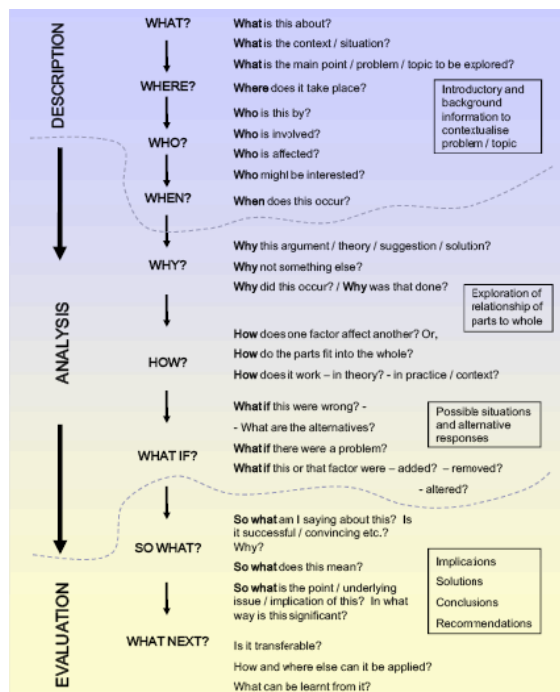 DESCRIPTION
WHAT?
What is this about?
What is the context / situation?
What is the main point / problem / topic to be explored?
WHERE?
Where does it take place?
Introductory and
background
information to
contextualise
problem / topic
Who is this by?
WHO?
Who is involved?
Who is affected?
Who might be interested?
WHEN?
When does this occur?
ANALYSIS
Why this argument / theory / suggestion / solution?
WHY?
Why not something else?
Why did this occur? / Why was that done?
Exploration of
relationship of
parts to whole
How does one factor affect another? Or,
HOW?
How do the parts fit into the whole?
How does it work – in theory? - in practice / context?
What if this were wrong? -
- What are the alternatives?
Possible situations
and alternative
responses
WHAT IF?
What if there were a problem?
What if this or that factor were – added? – removed?
- altered?
EVALUATION
So what am I saying about this? Is
it successful / convincing etc.?
Why?
SO WHAT?
So what does this mean?
So what is the point / underlying
issue / implication of this? In what
way is this significant?
Implications
Solutions
Conclusions
Recommendations
WHAT NEXT?
Is it transferable?
How and where else can it be applied?
What can be learnt from it?